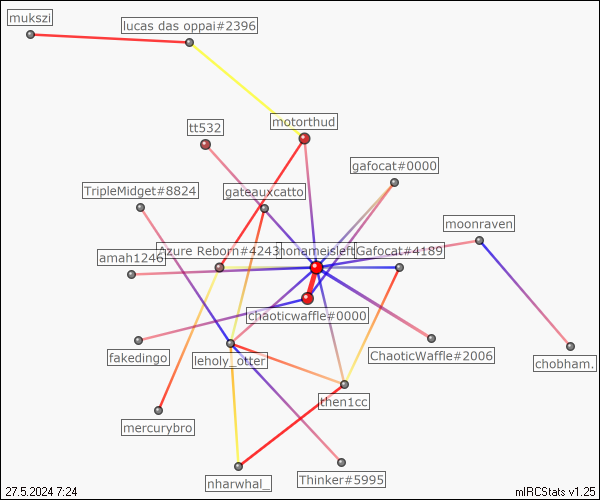 mukszi
lucas das oppai#2396
motorthud
tt532
gafocat#0000
TripleMidget#8824
gateauxcatto
moonraven
amah1246
Azure Reborn#4243
nonameisleft
Gafocat#4189
chaoticwaffle#0000
fakedingo
leholy_otter
ChaoticWaffle#2006
chobham.
then1cc
mercurybro
nharwhal_
Thinker#5995
27.5.2024 7:24
mIRCStats v1.25